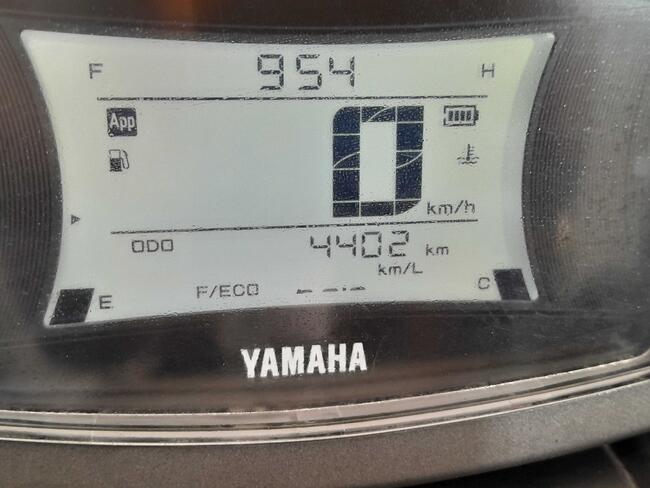 F 954 H
App
0 km/h
ODO 4402 km
km/L
E F/ECO --.- C
YAMAHA